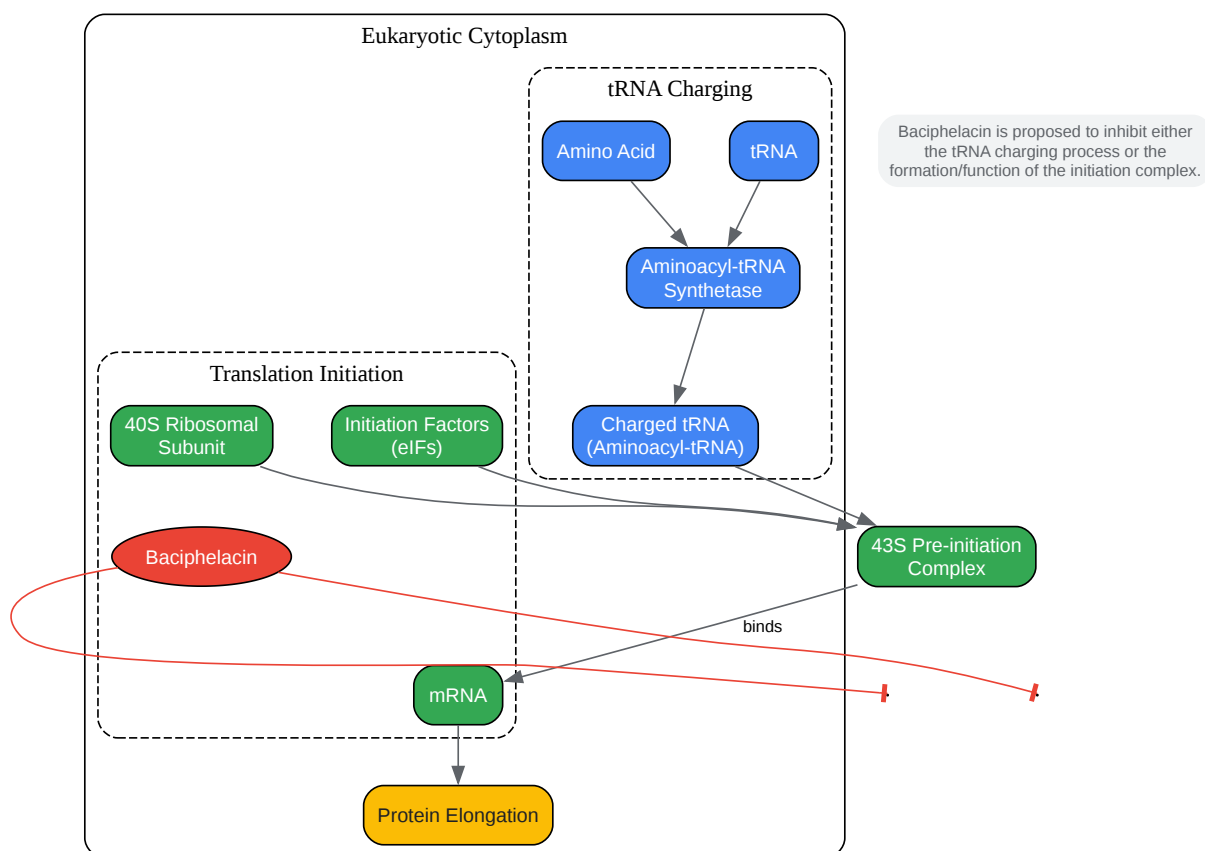 Eukaryotic Cytoplasm
tRNA Charging
Amino Acid
tRNA
Baciphelacin is proposed to inhibit either
the tRNA charging process or the
formation/function of the initiation complex.
Aminoacyl-tRNA
Synthetase
Translation Initiation
40S Ribosomal
Subunit
Initiation Factors
(eIFs)
Charged tRNA
(Aminoacyl-tRNA)
Baciphelacin
43S Pre-initiation
Complex
binds
mRNA
Protein Elongation